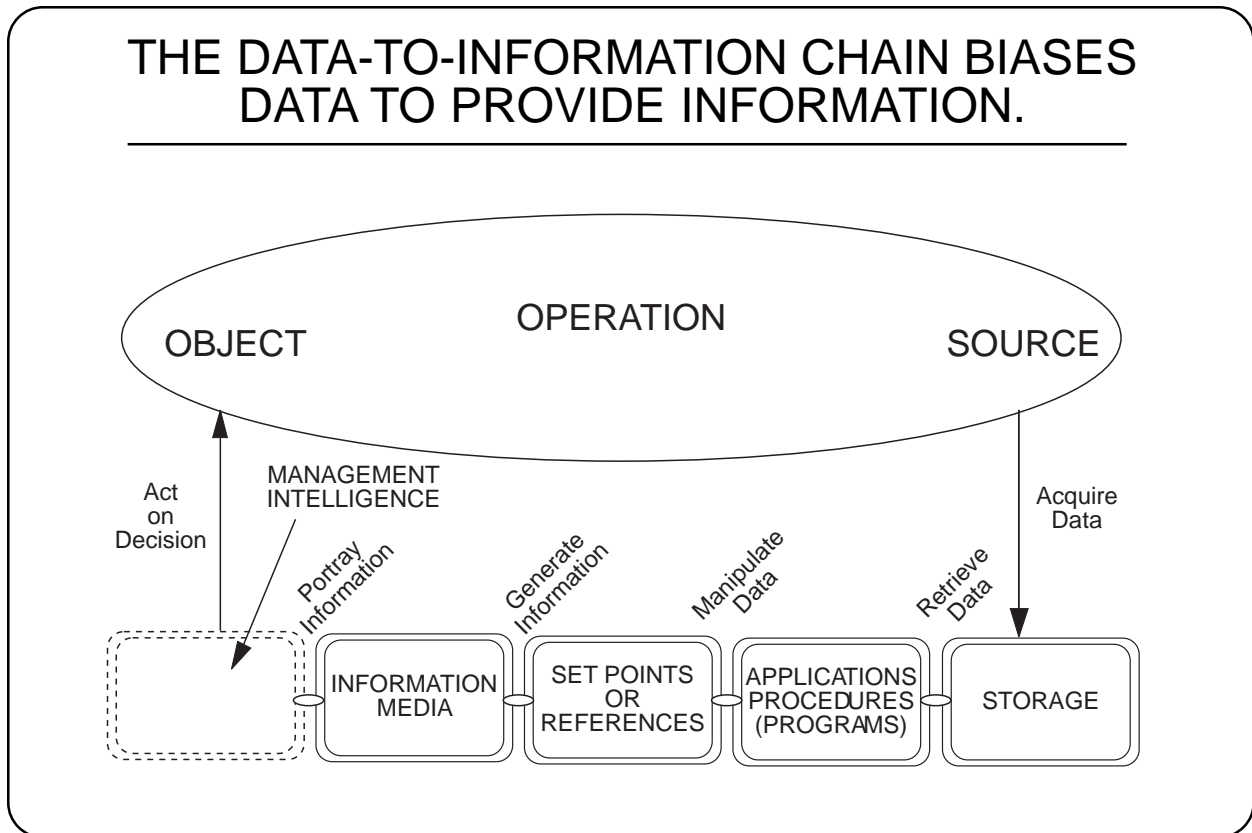 THE DATA-TO-INFORMATION CHAIN BIASES
DATA TO PROVIDE INFORMATION.
OPERATION
OBJECT
SOURCE
MANAGEMENT
INTELLIGENCE
Act
on
Decision
Acquire
Data
Portray
Information
Generate
Information
Manipulate
Data
Retrieve
Data
INFORMATION
MEDIA
SET POINTS
OR
REFERENCES
APPLICATIONS
PROCEDURES
(PROGRAMS)
STORAGE